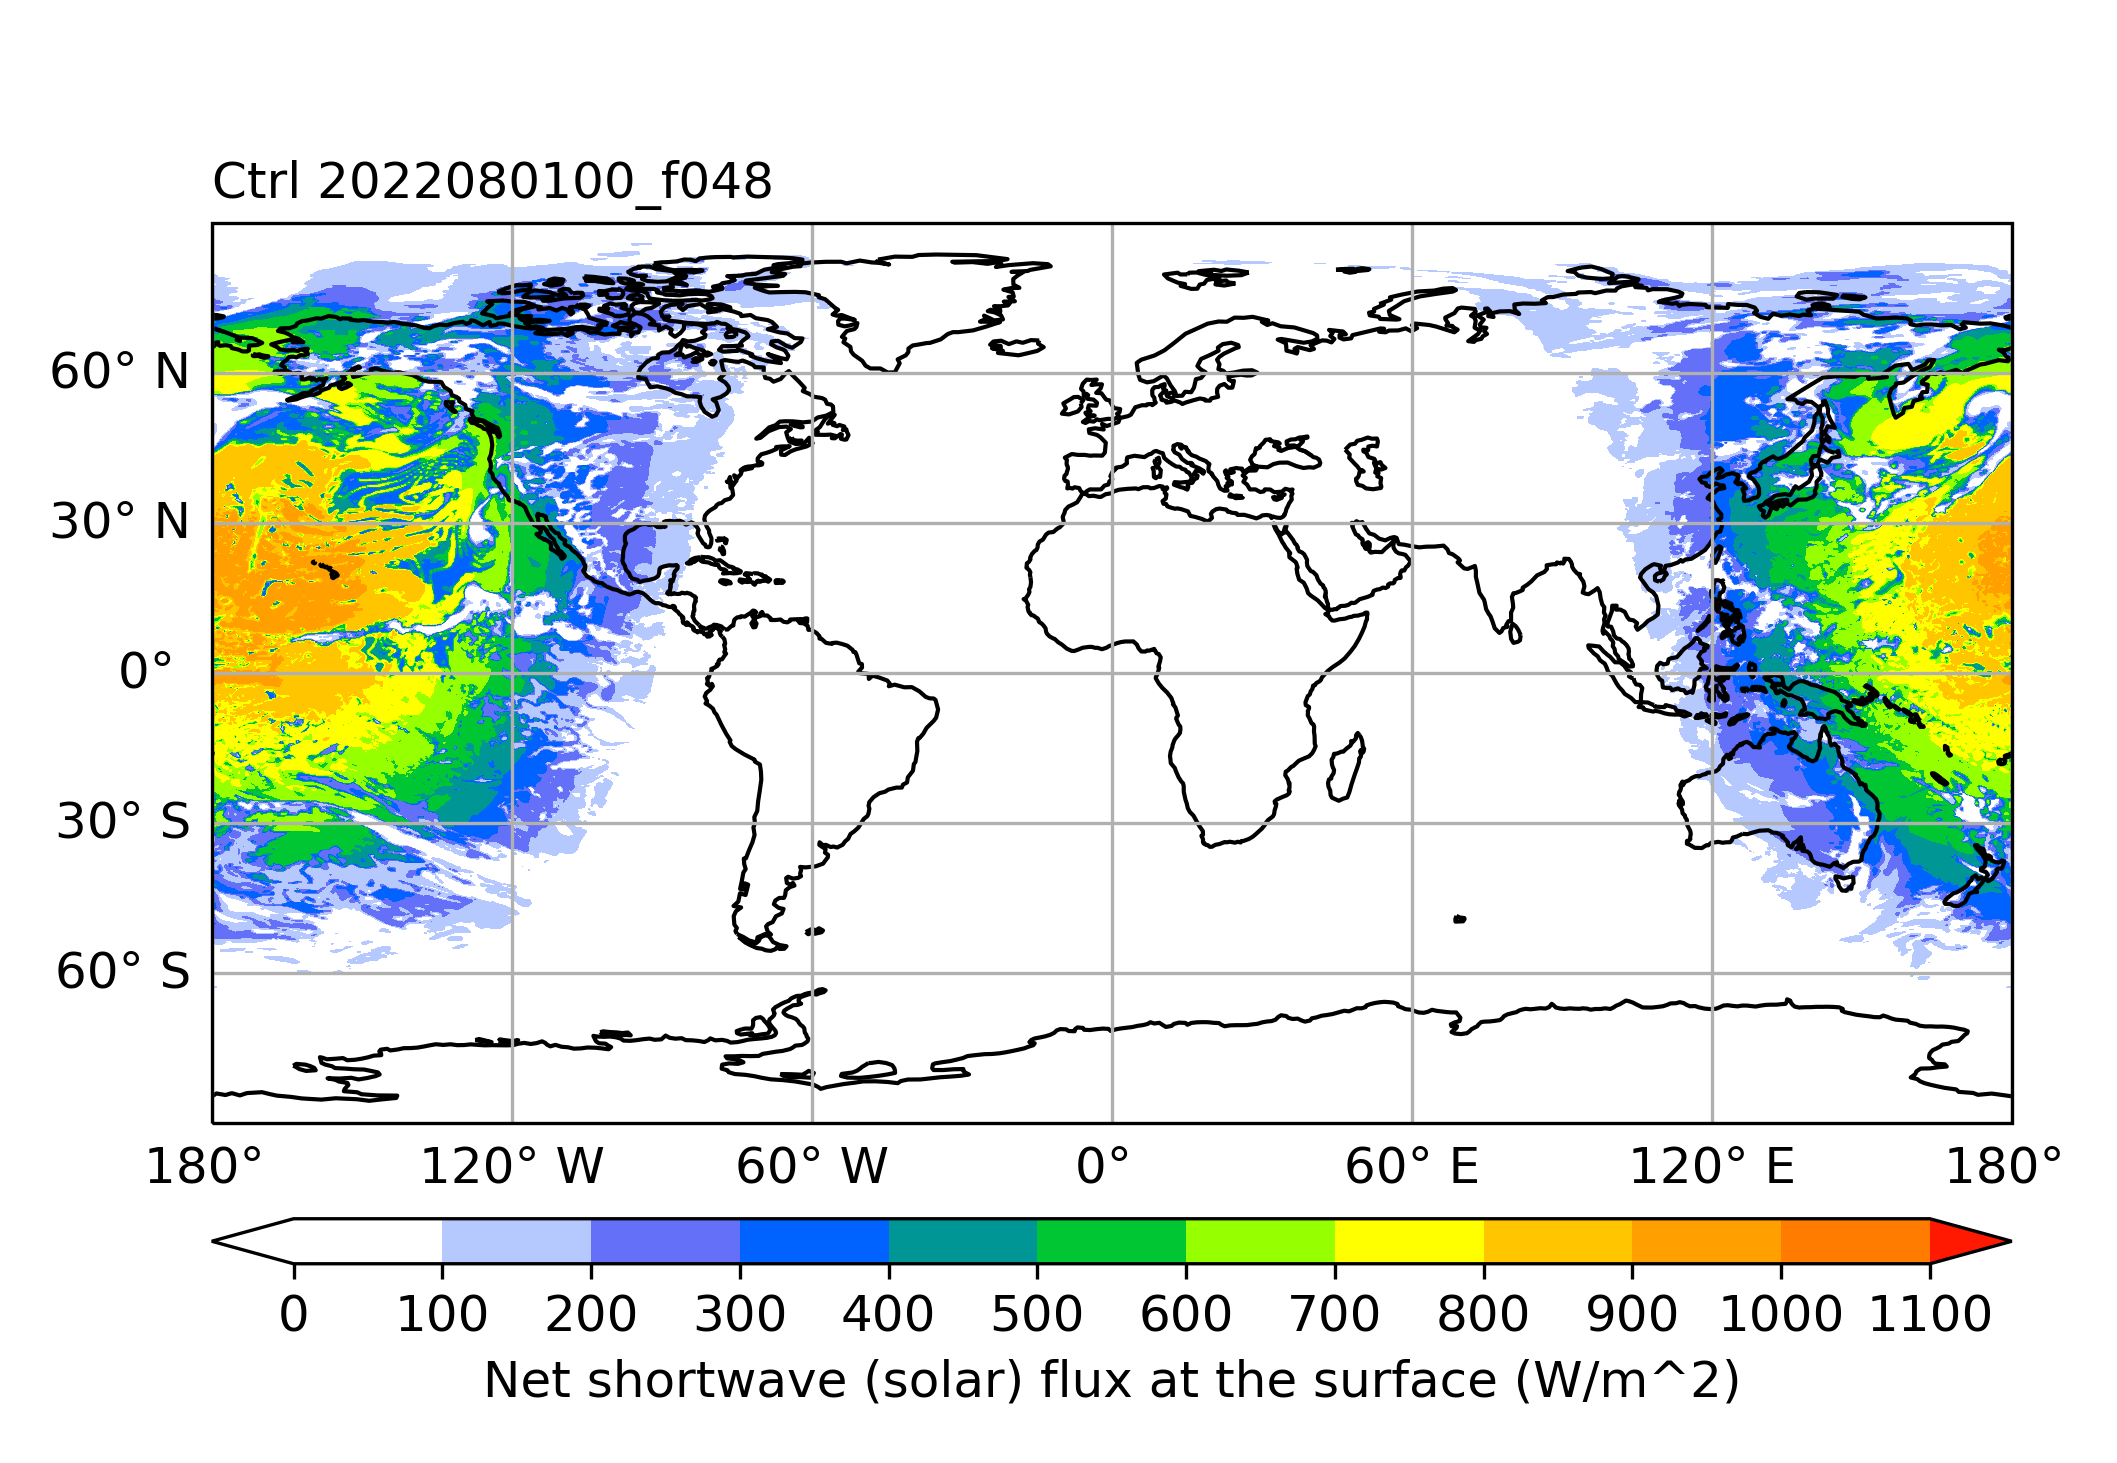 Ctrl 2022080100_f048
60° N
30° N
0°
30° S
60° S
180° 120° W 60° W 0° 60° E 120° E 180°
0 100 200 300 400 500 600 700 800 900 1000 1100
Net shortwave (solar) flux at the surface (W/m^2)